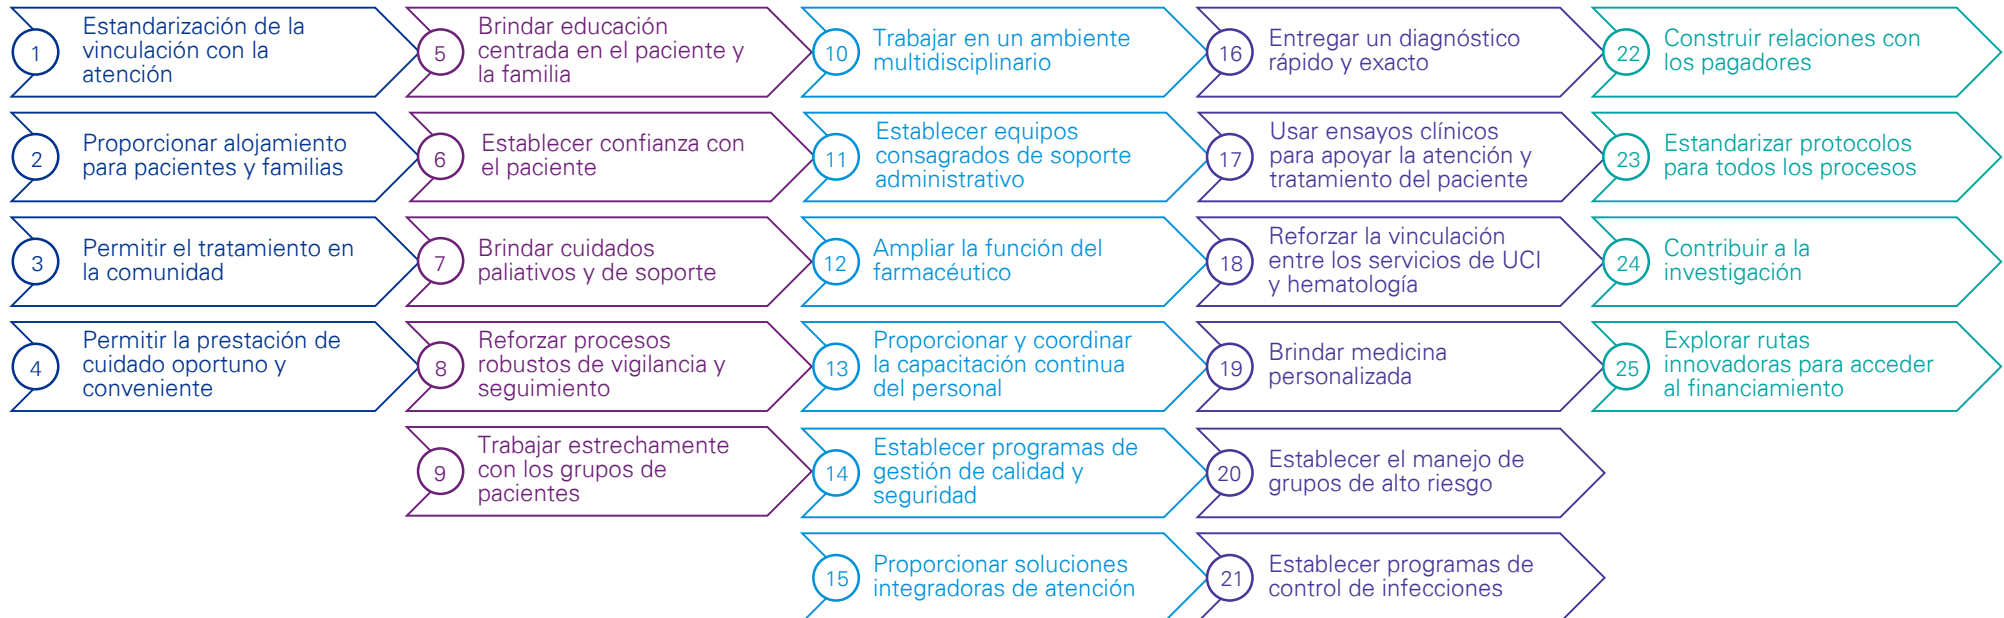 1
Estandarización de la
vinculación con la
atención
2
Proporcionar alojamiento
para pacientes y familias
3
Permitir el tratamiento en
la comunidad
4
Permitir la prestación de
cuidado oportuno y
conveniente
5
Brindar educación
centrada en el paciente y
la familia
6
Establecer confianza con
el paciente
7
Brindar cuidados
paliativos y de soporte
8
Reforzar procesos
robustos de vigilancia y
seguimiento
9
Trabajar estrechamente
con los grupos de
pacientes
10
Trabajar en un ambiente
multidisciplinario
11
Establecer equipos
consagrados de soporte
administrativo
12
Ampliar la función del
farmacéutico
13
Proporcionar y coordinar
la capacitación continua
del personal
14
Establecer programas de
gestión de calidad y
seguridad
15
Proporcionar soluciones
integradoras de atención
16
Entregar un diagnóstico
rápido y exacto
17
Usar ensayos clínicos
para apoyar la atención y
tratamiento del paciente
18
Reforzar la vinculación
entre los servicios de UCI
y hematología
19
Brindar medicina
personalizada
20
Establecer el manejo de
grupos de alto riesgo
21
Establecer programas de
control de infecciones
22
Construir relaciones con
los pagadores
23
Estandarizar protocolos
para todos los procesos
24
Contribuir a la
investigación
25
Explorar rutas
innovadoras para acceder
al financiamiento